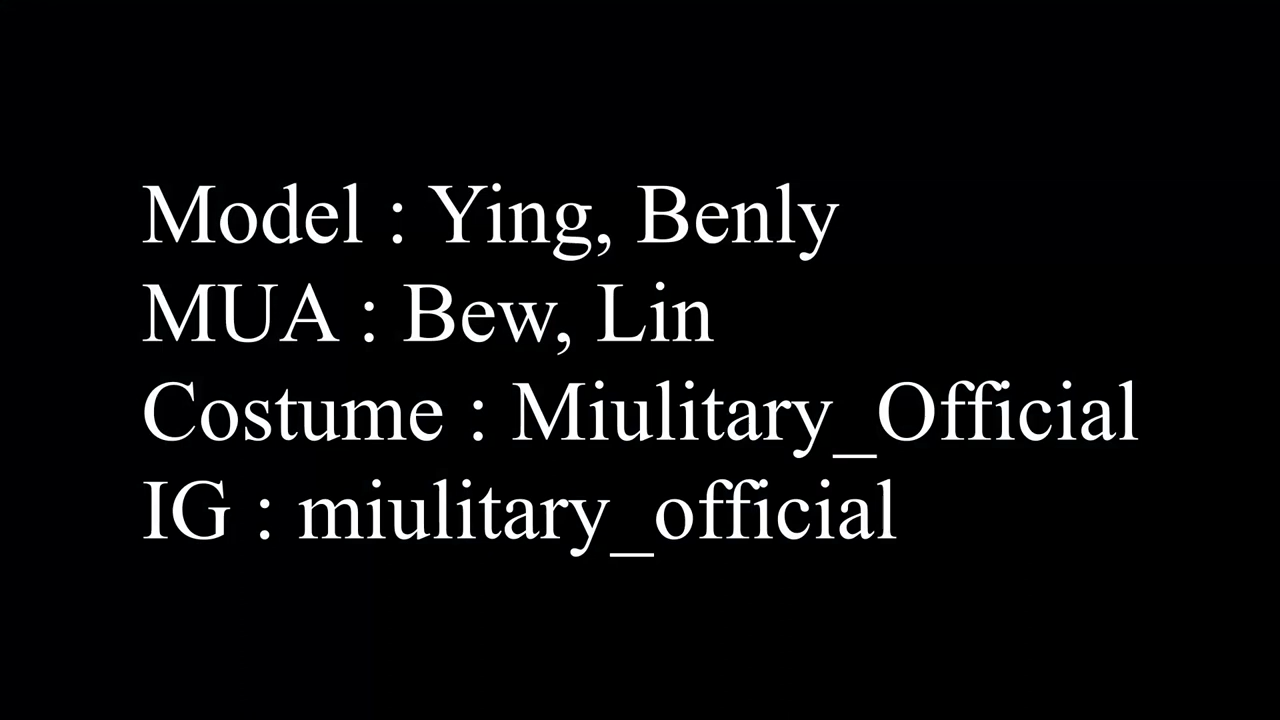 Model : Ying, Benly
MUA : Bew, Lin
Costume : Miulitary_Official
IG : miulitary_official